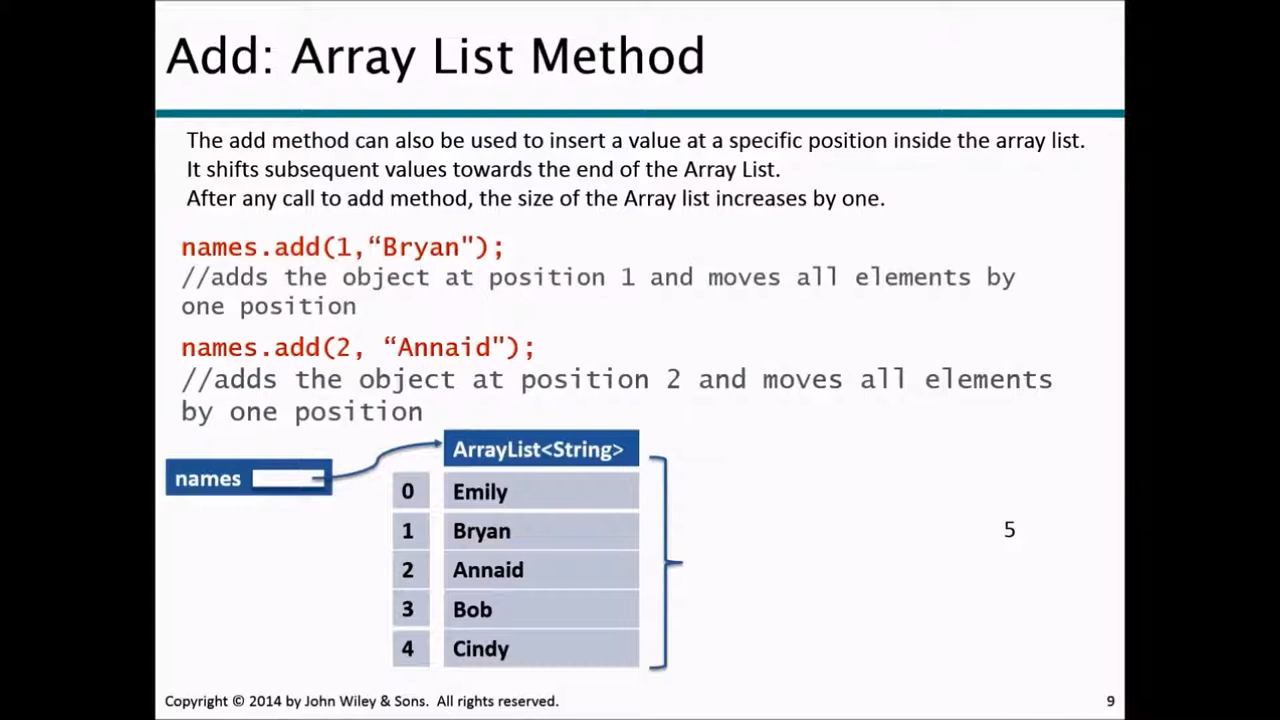 Add: Array List Method
The add method can also be used to insert a value at a specific position inside the array list.
It shifts subsequent values towards the end of the Array List.
After any call to add method, the size of the Array list increases by one.
names.add(1,“Bryan");
//adds the object at position 1 and moves all elements by
one position
names.add(2, “Annaid");
//adds the object at position 2 and moves all elements
by one position
names
ArrayList<String>
0 Emily
1 Bryan
2 Annaid
3 Bob
4 Cindy
5
Copyright © 2014 by John Wiley & Sons. All rights reserved.
9